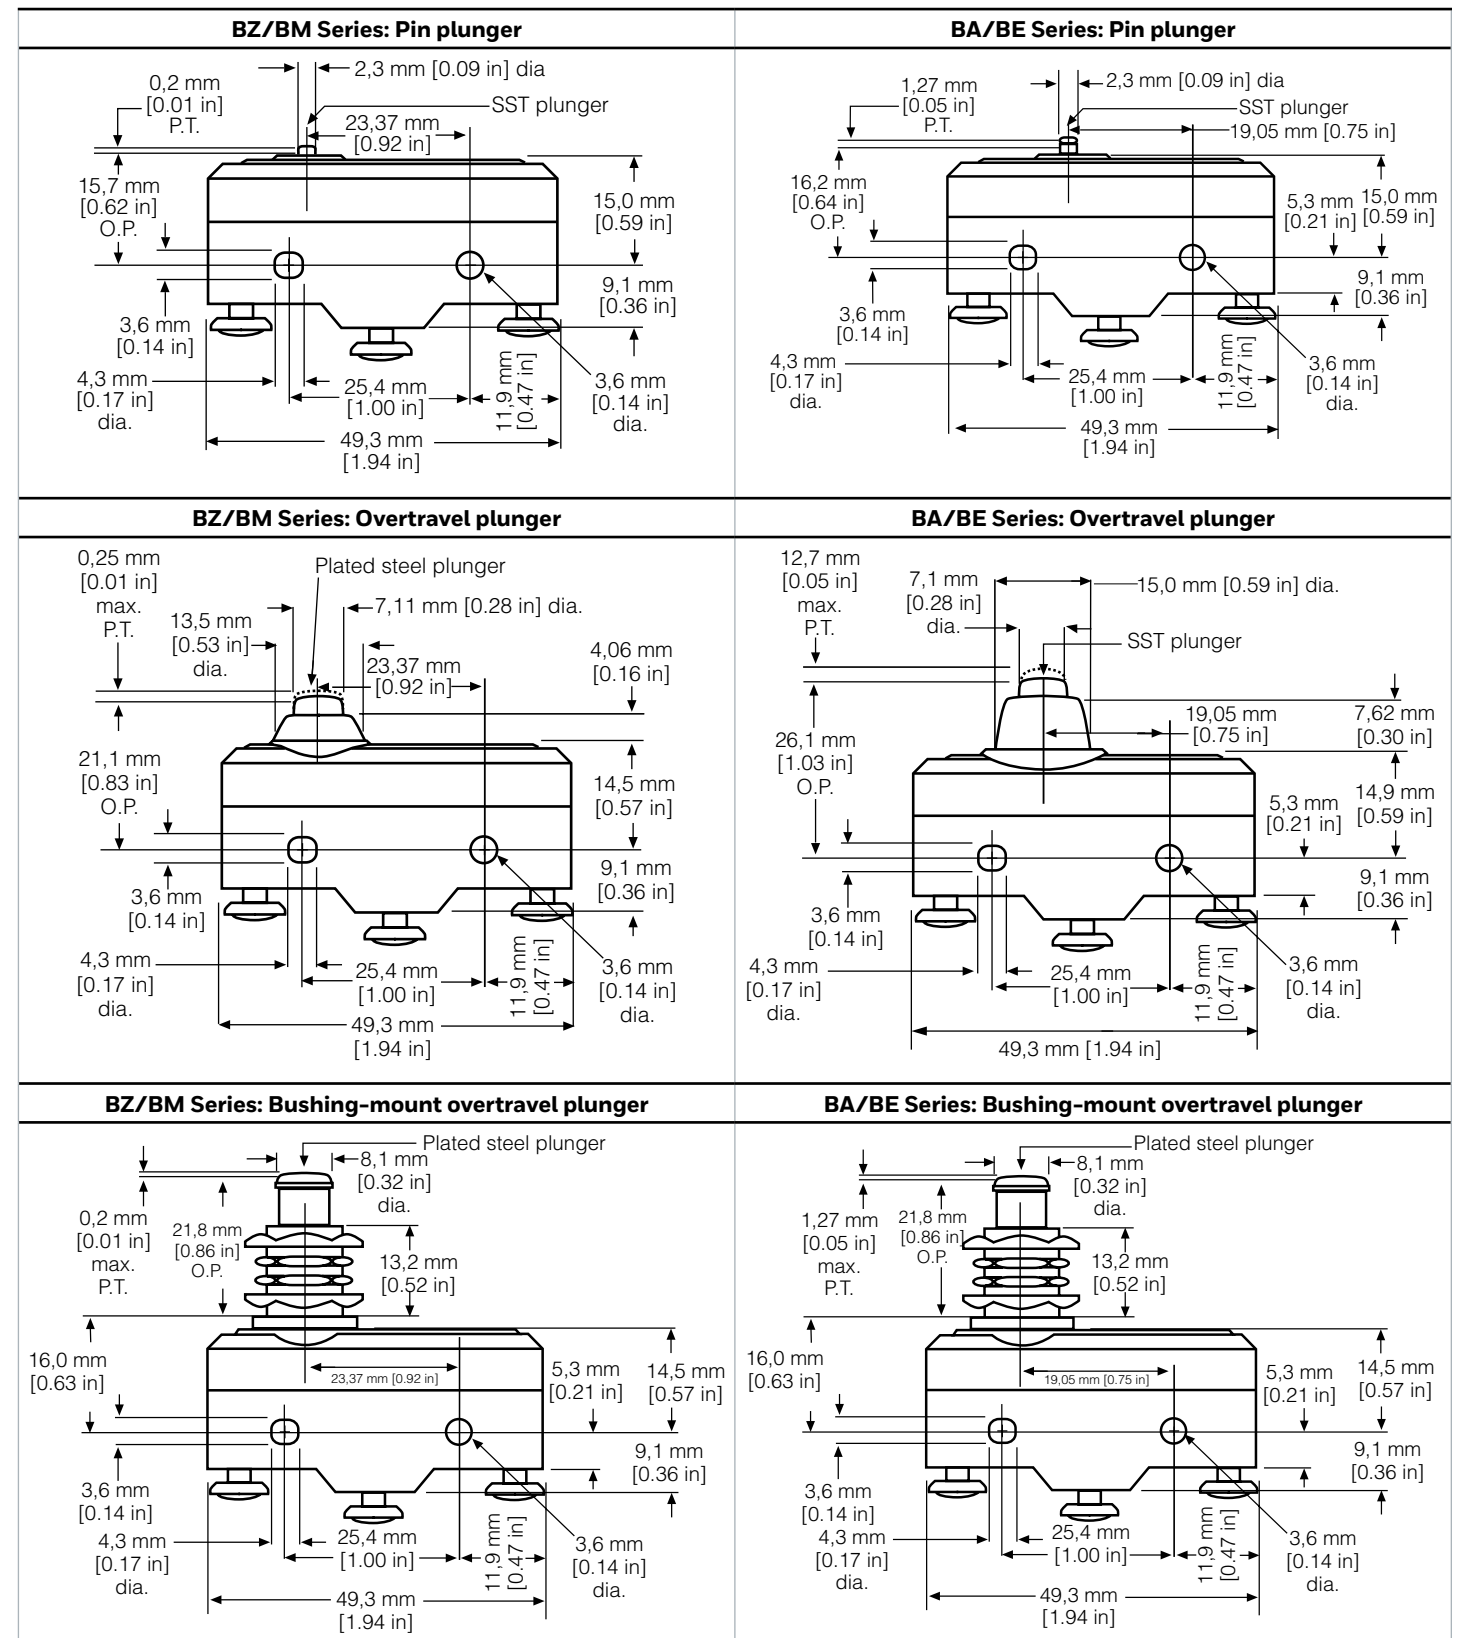 BZ/BM Series: Pin plunger
0,2 mm
[0.01 in]
P.T.
2,3 mm [0.09 in] dia
SST plunger
23,37 mm
[0.92 in]
15,7 mm
[0.62 in]
O.P.
15,0 mm
[0.59 in]
9,1 mm
[0.36 in]
3,6 mm
[0.14 in]
4,3 mm
[0.17 in]
dia.
25,4 mm
[1.00 in]
11,9 mm
[0.47 in]
3,6 mm
[0.14 in]
dia.
49,3 mm
[1.94 in]
BA/BE Series: Pin plunger
1,27 mm
[0.05 in]
P.T.
2,3 mm [0.09 in] dia
SST plunger
19,05 mm [0.75 in]
16,2 mm
[0.64 in]
O.P.
5,3 mm
[0.21 in]
15,0 mm
[0.59 in]
9,1 mm
[0.36 in]
3,6 mm
[0.14 in]
4,3 mm
[0.17 in]
dia.
25,4 mm
[1.00 in]
11,9 mm
[0.47 in]
3,6 mm
[0.14 in]
dia.
49,3 mm
[1.94 in]
BZ/BM Series: Overtravel plunger
0,25 mm
[0.01 in]
max.
P.T.
Plated steel plunger
7,11 mm [0.28 in] dia.
13,5 mm
[0.53 in]
dia.
23,37 mm
[0.92 in]
4,06 mm
[0.16 in]
21,1 mm
[0.83 in]
O.P.
14,5 mm
[0.57 in]
9,1 mm
[0.36 in]
3,6 mm
[0.14 in]
4,3 mm
[0.17 in]
dia.
25,4 mm
[1.00 in]
11,9 mm
[0.47 in]
3,6 mm
[0.14 in]
dia.
49,3 mm
[1.94 in]
BA/BE Series: Overtravel plunger
12,7 mm
[0.05 in]
max.
P.T.
7,1 mm
[0.28 in]
dia.
15,0 mm [0.59 in] dia.
SST plunger
19,05 mm
[0.75 in]
7,62 mm
[0.30 in]
26,1 mm
[1.03 in]
O.P.
5,3 mm
[0.21 in]
14,9 mm
[0.59 in]
9,1 mm
[0.36 in]
3,6 mm
[0.14 in]
4,3 mm
[0.17 in]
dia.
25,4 mm
[1.00 in]
11,9 mm
[0.47 in]
3,6 mm
[0.14 in]
dia.
49,3 mm [1.94 in]
BZ/BM Series: Bushing-mount overtravel plunger
Plated steel plunger
8,1 mm
[0.32 in]
dia.
0,2 mm
[0.01 in]
max.
P.T.
21,8 mm
[0.86 in]
O.P.
13,2 mm
[0.52 in]
16,0 mm
[0.63 in]
23,37 mm [0.92 in]
5,3 mm
[0.21 in]
14,5 mm
[0.57 in]
9,1 mm
[0.36 in]
3,6 mm
[0.14 in]
4,3 mm
[0.17 in]
dia.
25,4 mm
[1.00 in]
11,9 mm
[0.47 in]
3,6 mm
[0.14 in]
dia.
49,3 mm
[1.94 in]
BA/BE Series: Bushing-mount overtravel plunger
Plated steel plunger
8,1 mm
[0.32 in]
dia.
1,27 mm
[0.05 in]
max.
P.T.
21,8 mm
[0.86 in]
O.P.
13,2 mm
[0.52 in]
16,0 mm
[0.63 in]
19,05 mm [0.75 in]
5,3 mm
[0.21 in]
14,5 mm
[0.57 in]
9,1 mm
[0.36 in]
3,6 mm
[0.14 in]
4,3 mm
[0.17 in]
dia.
25,4 mm
[1.00 in]
11,9 mm
[0.47 in]
3,6 mm
[0.14 in]
dia.
49,3 mm
[1.94 in]